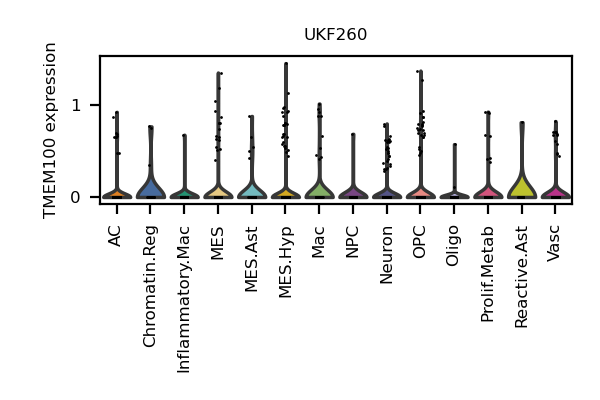 UKF260
TMEM100 expression
1
0
AC
Chromatin.Reg
Inflammatory.Mac
MES
MES.Ast
MES.Hyp
Mac
NPC
Neuron
OPC
Oligo
Prolif.Metab
Reactive.Ast
Vasc